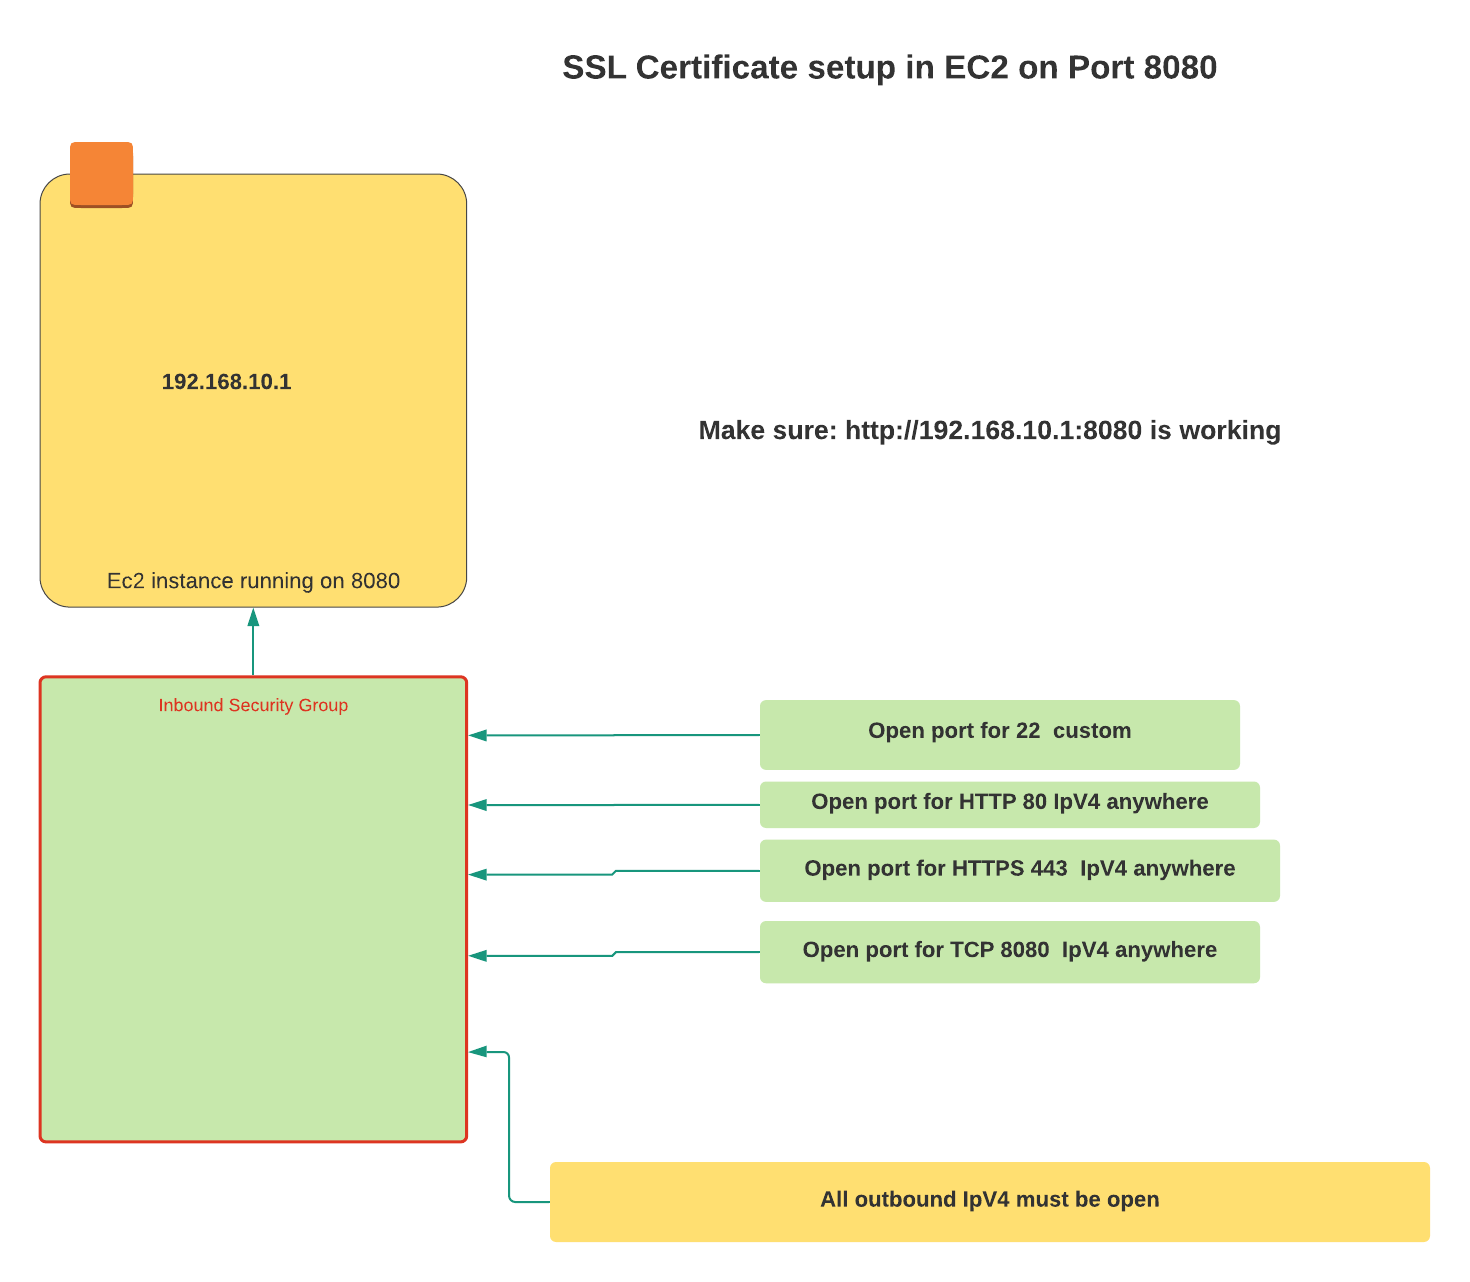 SSL Certificate setup in EC2 on Port 8080
192.168.10.1
Make sure: http://192.168.10.1:8080 is working
Ec2 instance running on 8080
Inbound Security Group
Open port for 22  custom
Open port for HTTP 80 IpV4 anywhere
Open port for HTTPS 443  IpV4 anywhere
Open port for TCP 8080  IpV4 anywhere
All outbound IpV4 must be open